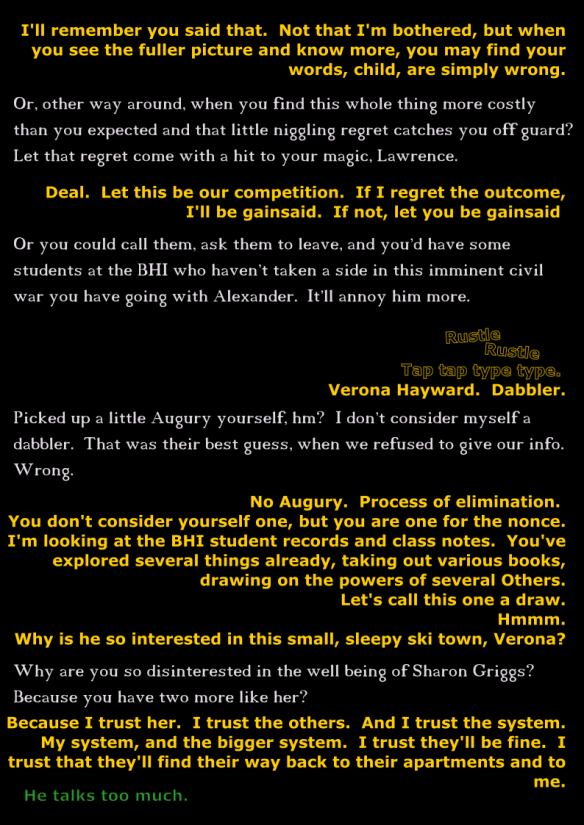 I'll remember you said that.  Not that I'm bothered, but when
you see the fuller picture and know more, you may find your
words, child, are simply wrong.
Or, other way around, when you find this whole thing more costly
than you expected and that little niggling regret catches you off guard?
Let that regret come with a hit to your magic, Lawrence.
Deal.  Let this be our competition.  If I regret the outcome,
I'll be gainsaid.  If not, let you be gainsaid
Or you could call them, ask them to leave, and you'd have some
students at the BHI who haven't taken a side in this imminent civil
war you have going with Alexander.  It'll annoy him more.
Rustle
Rustle
Tap tap type type.
Verona Hayward.  Dabbler.
Picked up a little Augury yourself, hm?  I don't consider myself a
dabbler.  That was their best guess, when we refused to give our info.
Wrong.
No Augury.  Process of elimination.
You don't consider yourself one, but you are one for the nonce.
I'm looking at the BHI student records and class notes.  You've
explored several things already, taking out various books,
drawing on the powers of several Others.
Let's call this one a draw.
Hmmm.
Why is he so interested in this small, sleepy ski town, Verona?
Why are you so disinterested in the well being of Sharon Griggs?
Because you have two more like her?
Because I trust her.  I trust the others.  And I trust the system.
My system, and the bigger system.  I trust they'll be fine.  I
trust that they'll find their way back to their apartments and to
me.
He talks too much.